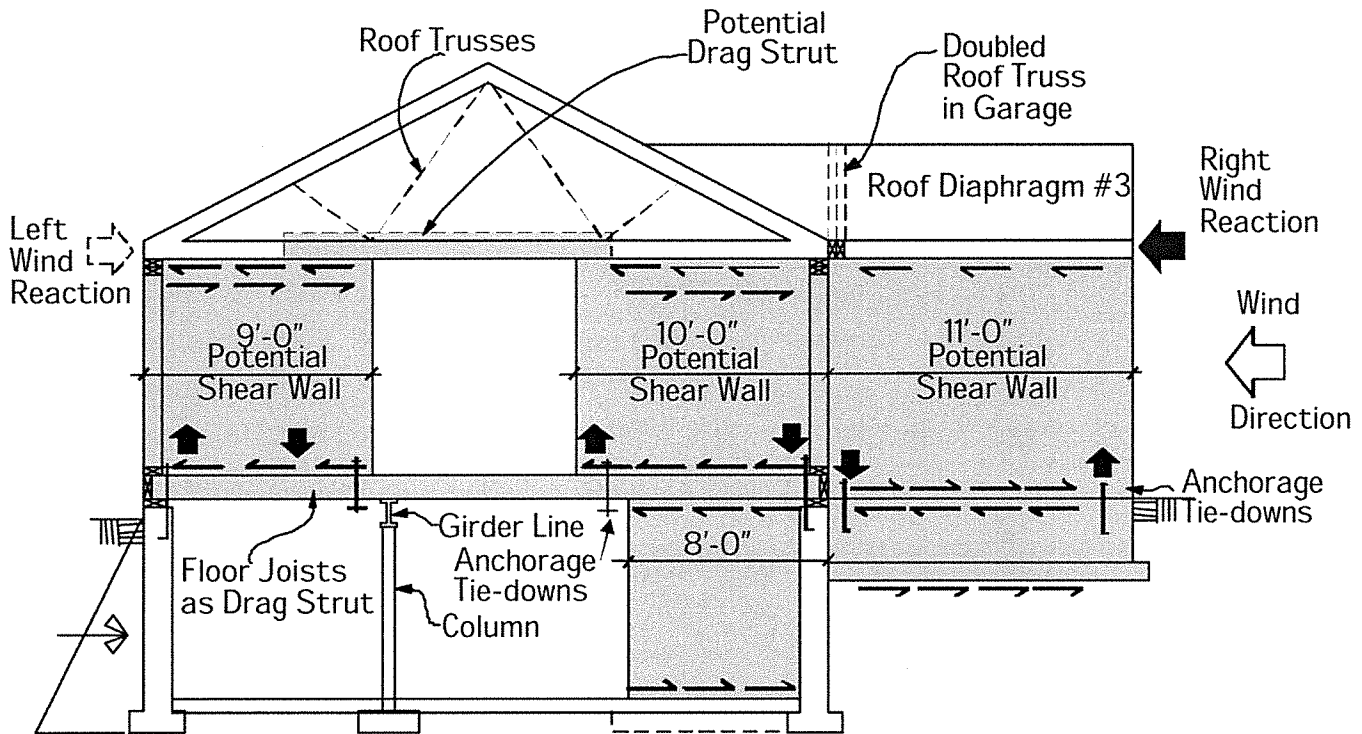 Roof Trusses
Potential
Drag Strut
Doubled
Roof Truss
in Garage
Roof Diaphragm #3
Right
Wind
Reaction
Left
Wind
Reaction
9'-0"
Potential
Shear Wall
10'-0"
Potential
Shear Wall
11'-0"
Potential
Shear Wall
Wind
Direction
Anchorage
Tie-downs
Girder Line
Anchorage
Tie-downs
8'-0"
Floor Joists
as Drag Strut
Column